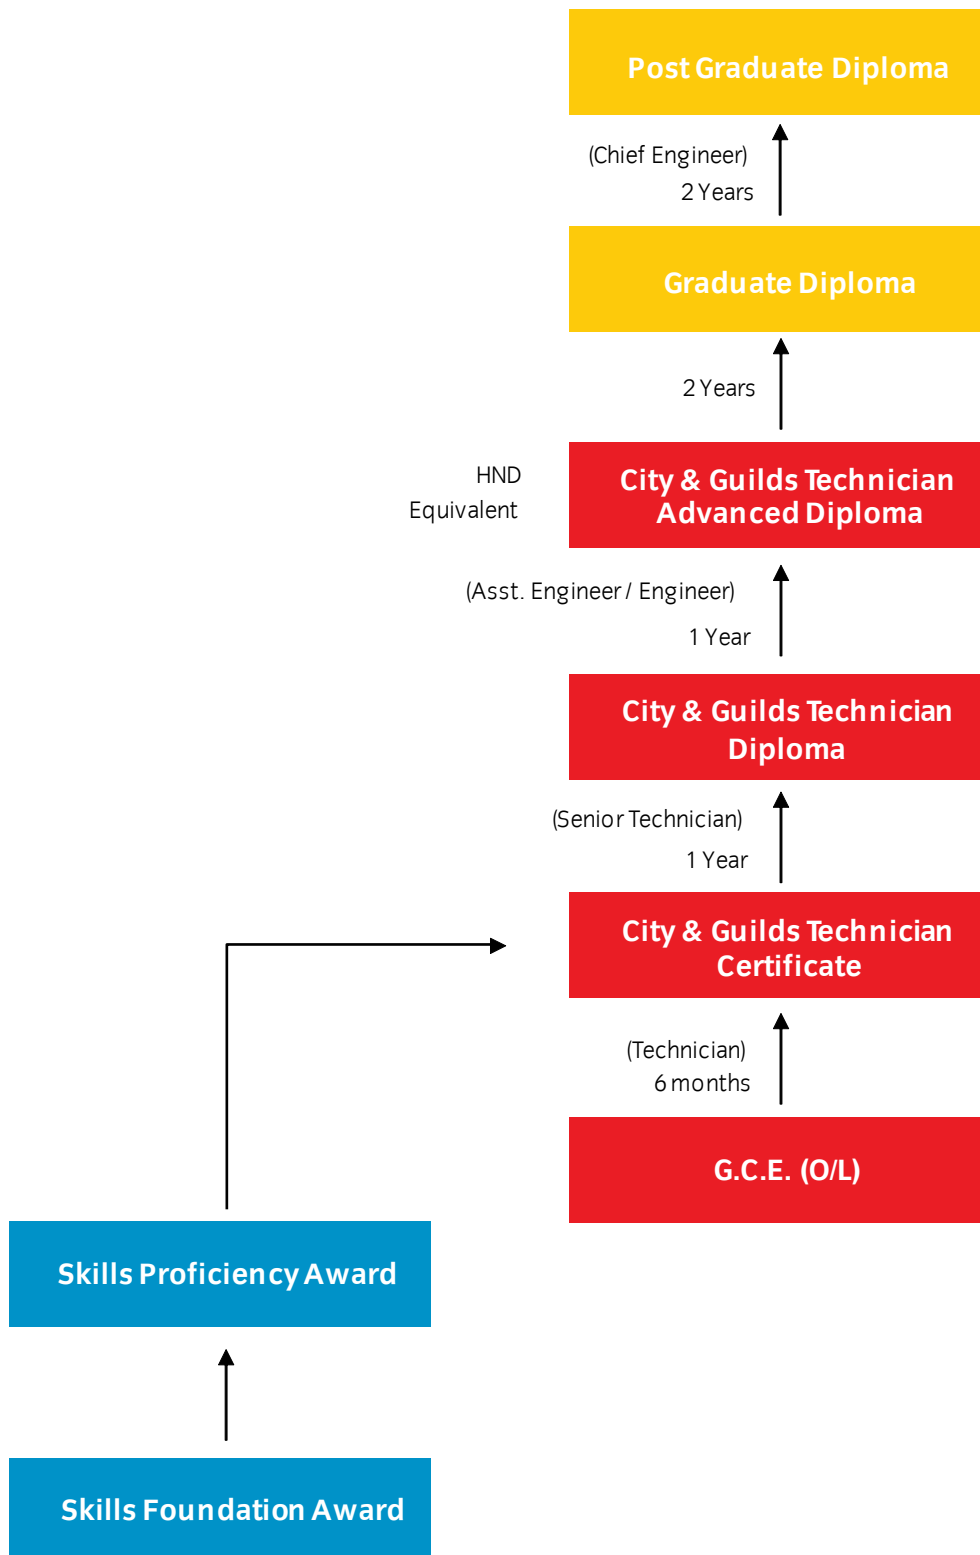 Post Graduate Diploma
(Chief Engineer)
2 Years
Graduate Diploma
2 Years
HND
Equivalent
City & Guilds Technician
Advanced Diploma
(Asst. Engineer / Engineer)
1 Year
City & Guilds Technician
Diploma
(Senior Technician)
1 Year
City & Guilds Technician
Certificate
(Technician)
6 months
G.C.E. (O/L)
Skills Proficiency Award
Skills Foundation Award